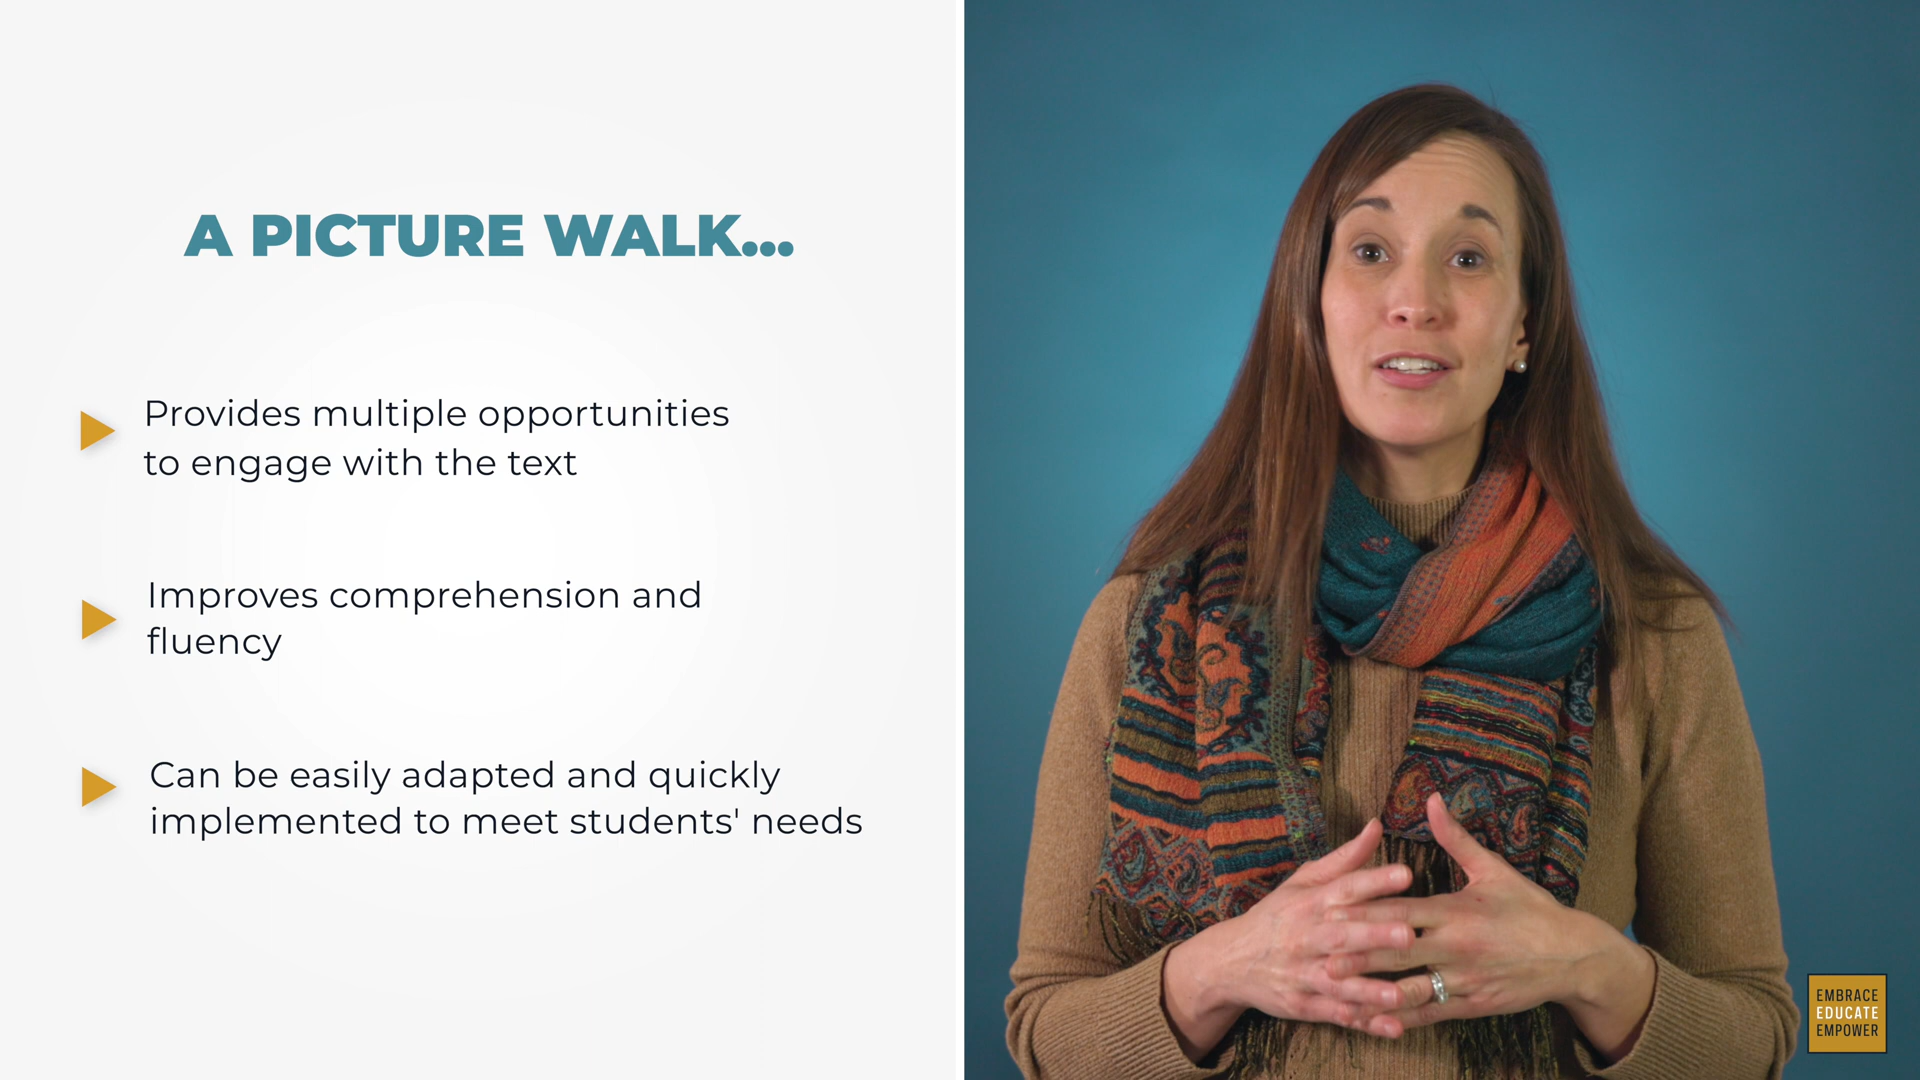 A PICTURE WALK...
Provides multiple opportunities
to engage with the text
Improves comprehension and
fluency
Can be easily adapted and quickly
implemented to meet students' needs
EMBRACE
EDUCATE
EMPOWER